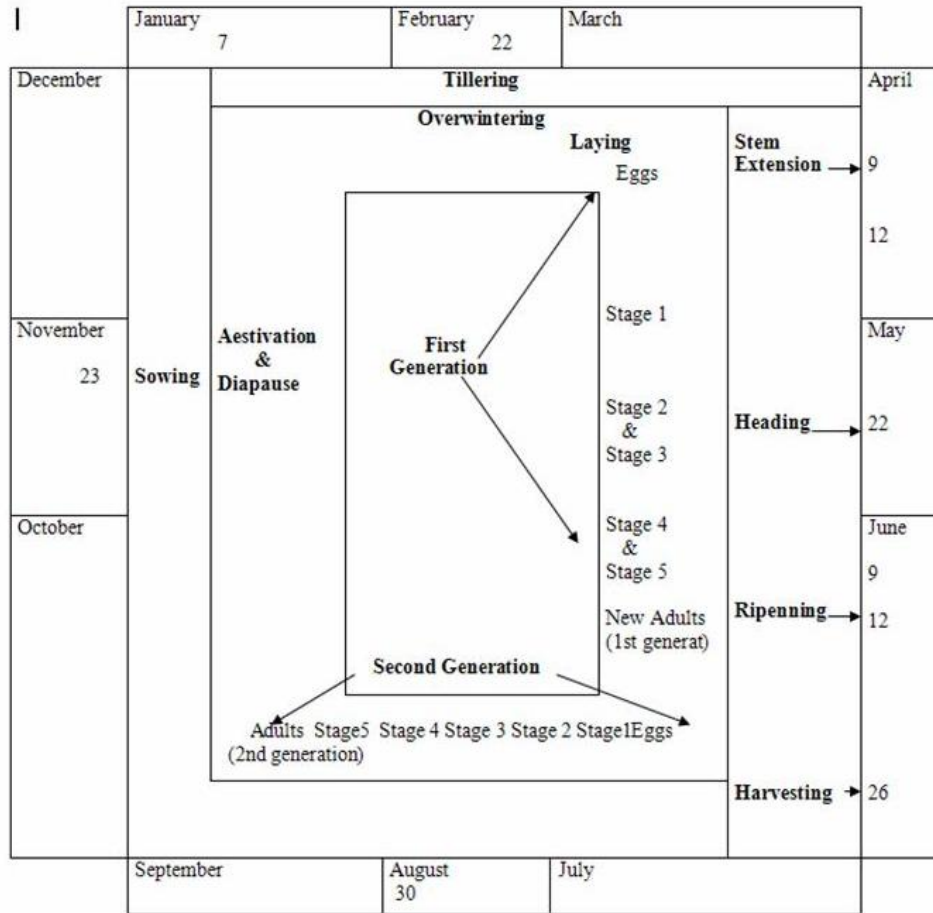 January
7
February
22
March
December
Tillering
April
Overwintering
Laying
Eggs
Stem
Extension
9
12
November
23
Sowing
Aestivation
&
Diapause
First
Generation
Stage 1
Stage 2
&
Stage 3
May
Heading
22
October
Stage 4
&
Stage 5
June
9
New Adults
(1st generat)
Ripenning
12
Second Generation
Adults Stage5 Stage 4 Stage 3 Stage 2 Stage1Eggs
(2nd generation)
Harvesting
26
September
August
30
July